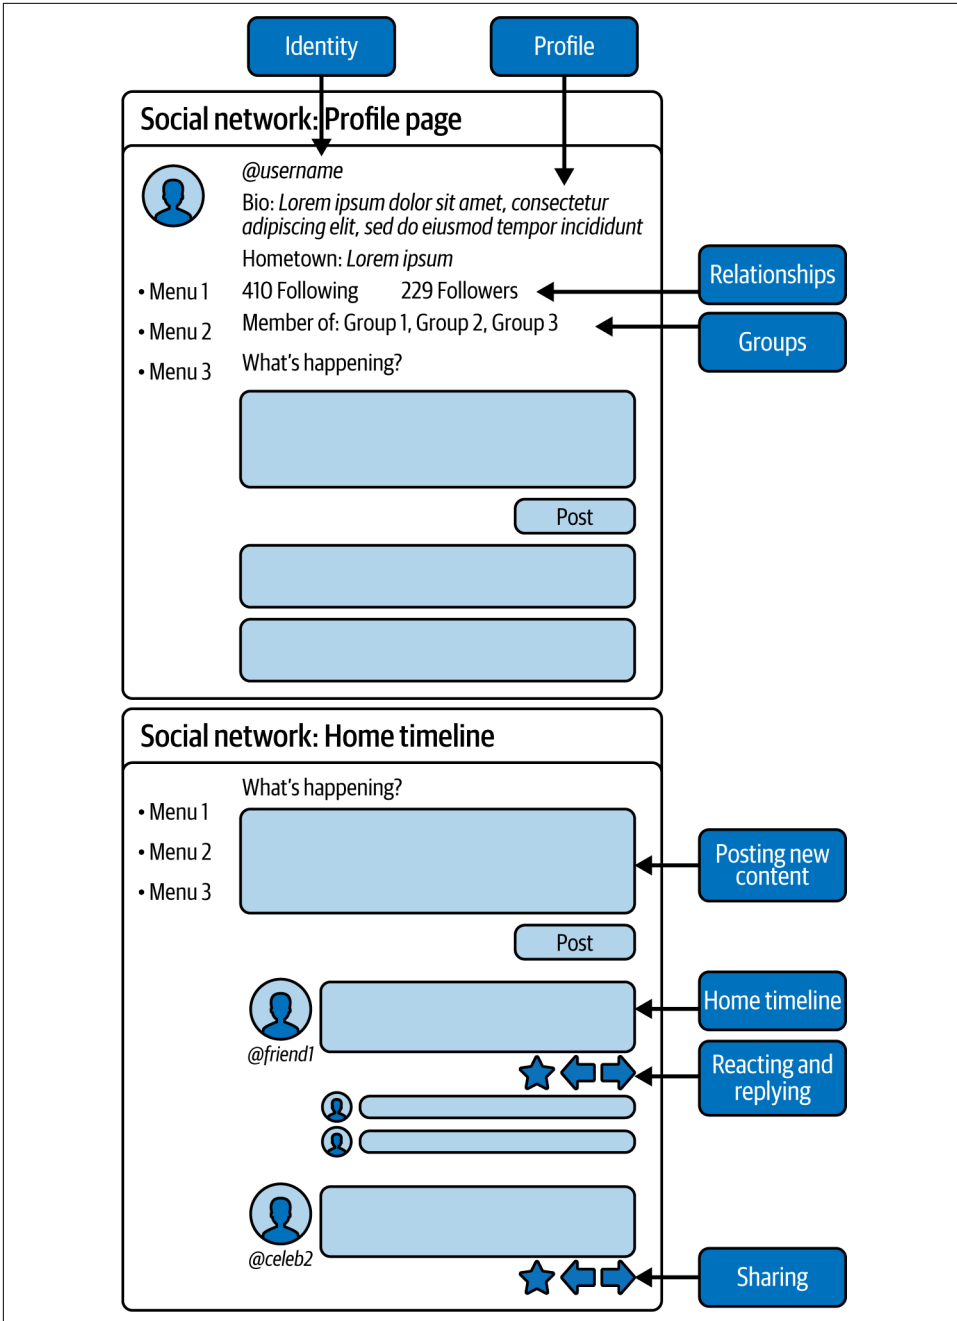 Identity
Profile
Social network: Profile page
@username
Bio: Lorem ipsum dolor sit amet, consectetur
adipiscing elit, sed do eiusmod tempor incididunt
Hometown: Lorem ipsum
Relationships
• Menu 1
410 Following
229 Followers
• Menu 2
Member of: Group 1, Group 2, Group 3
Groups
• Menu 3
What's happening?
Post
Social network: Home timeline
What's happening?
• Menu 1
• Menu 2
• Menu 3
Posting new
content
Post
Home timeline
@friend1
Reacting and
replying
@celeb2
Sharing